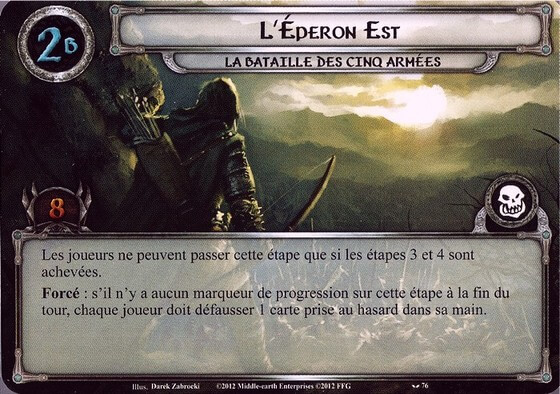 2B
L'Éperon Est
LA BATAILLE DES CINQ ARMÉES
8
Les joueurs ne peuvent passer cette étape que si les étapes 3 et 4 sont
achevées.
Forcé : s'il n'y a aucun marqueur de progression sur cette étape à la fin du
tour, chaque joueur doit défausser 1 carte prise au hasard dans sa main.
Illus. Darek Zabrocki ©2012 Middle-earth Enterprises ©2012 FFG 76